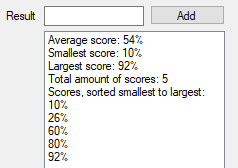 Result Add
Average score: 54%
Smallest score: 10%
Largest score: 92%
Total amount of scores: 5
Scores, sorted smallest to largest:
10%
26%
60%
80%
92%